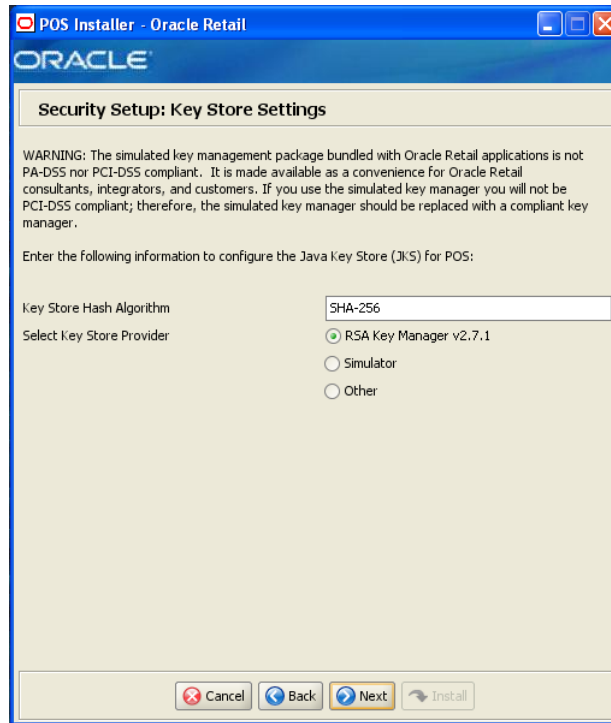 POS Installer - Oracle Retail
ORACLE
Security Setup: Key Store Settings
WARNING: The simulated key management package bundled with Oracle Retail applications is not
PA-DSS nor PCI-DSS compliant. It is made available as a convenience for Oracle Retail
consultants, integrators, and customers. If you use the simulated key manager you will not be
PCI-DSS compliant; therefore, the simulated key manager should be replaced with a compliant key
manager.
Enter the following information to configure the Java Key Store (JKS) for POS:
Key Store Hash Algorithm SHA-256
Select Key Store Provider RSA Key Manager v2.7.1
Simulator
Other
Cancel Back Next Install